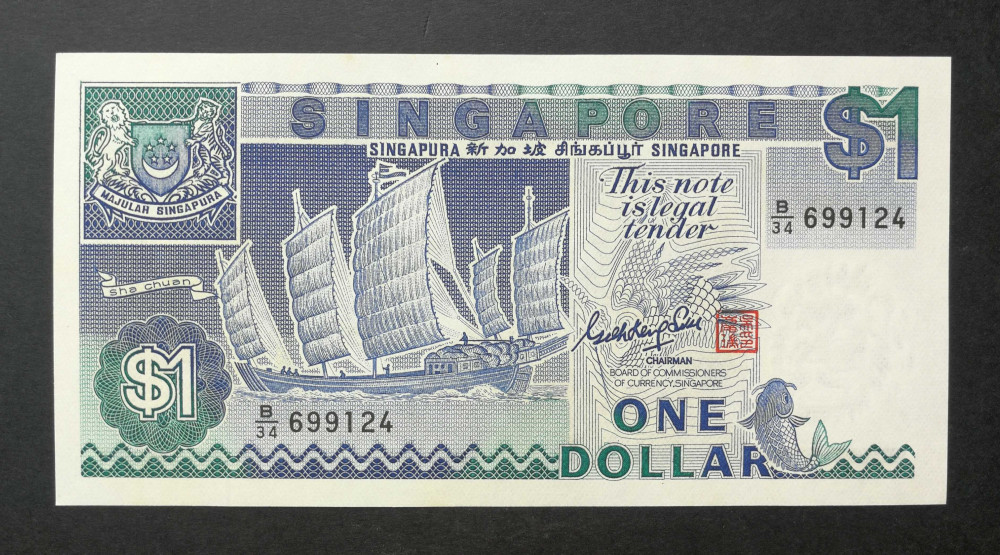 SINGAPORE
$1
SINGAPURA 新加坡 சிங்கப்பூர் SINGAPORE
MAJULAH SINGAPURA
This note
is legal
tender
B/34 699124
Sha Chuan
$1
CHAIRMAN
BOARD OF COMMISSIONERS
OF CURRENCY, SINGAPORE
B/34 699124
ONE
DOLLAR